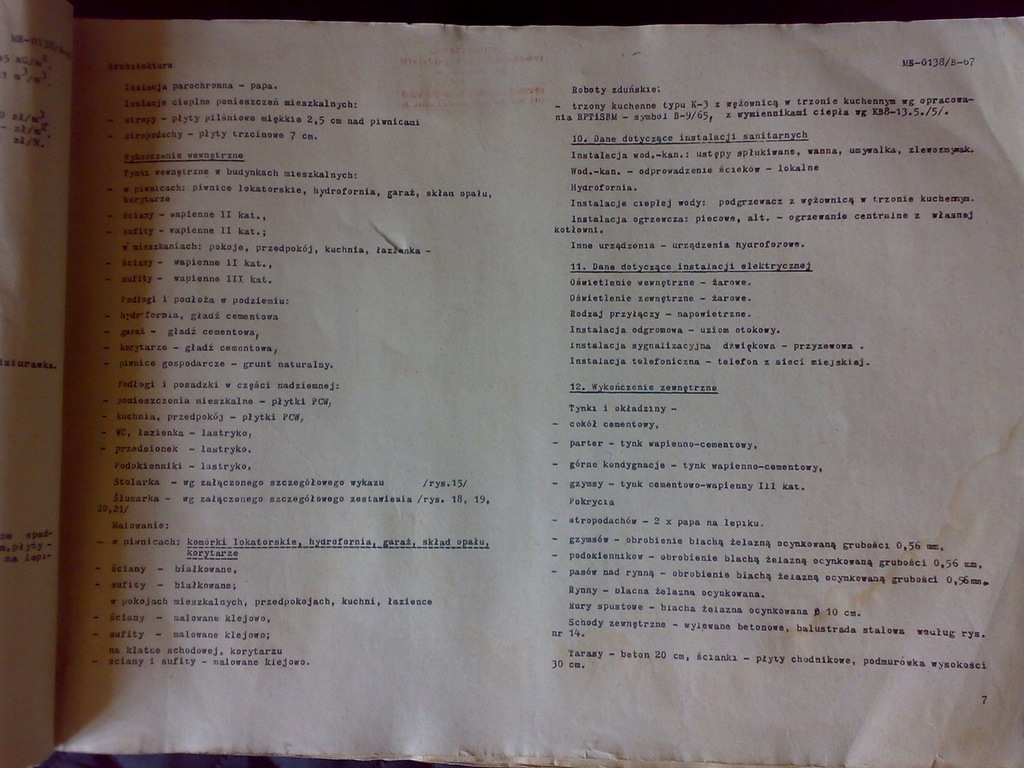 Architektura
Izolacja parochronna - papa.
Izolacje cieplne pomieszczeń mieszkalnych:
- stropy - płyty pilśniowe miękkie 2,5 cm nad piwnicami
- stropodachy - płyty trzcinowe 7 cm.
Wykończenie wewnętrzne
Tynki wewnętrzne w budynkach mieszkalnych:
- w piwnicach: piwnice lokatorskie, hydrofornia, garaż, skład opału,
korytarze
- ściany - wapienne II kat.,
- sufity - wapienne II kat.;
w mieszkaniach: pokoje, przedpokój, kuchnia, łazienka -
- ściany - wapienne II kat.,
- sufity - wapienne III kat.
Podłogi i podłoża w podziemiu:
- hydrofornia, gładź cementowa
- garaż - gładź cementowa,
- korytarze - gładź cementowa,
- piwnice gospodarcze - grunt naturalny.
Podłogi i posadzki w części nadziemnej:
- pomieszczenia mieszkalne - płytki PCW,
- kuchnia, przedpokój - płytki PCW,
- WC, łazienka - lastryko,
- przedsionek - lastryko.
Podokienniki - lastryko.
Stolarka - wg załączonego szczegółowego wykazu /rys.15/
Ślusarka - wg załączonego szczegółowego zestawienia /rys. 18, 19,
20,21/
Malowanie:
- w piwnicach: komórki lokatorskie, hydrofornia, garaż, skład opału,
korytarze
- ściany - białkowane,
- sufity - białkowane;
w pokojach mieszkalnych, przedpokojach, kuchni, łazience
- ściany - malowane klejowo,
- sufity - malowane klejowo;
na klatce schodowej, korytarzu
- ściany i sufity - malowane klejowo.
MB-0138/B-67
Roboty zduńskie:
- trzony kuchenne typu K-3 z wężownicą w trzonie kuchennym wg opracowa-
nia BPTiSBM - symbol B-9/65, z wymiennikami ciepła wg KB8-13.5./5/.
10. Dane dotyczące instalacji sanitarnych
Instalacja wod.-kan.: ustępy spłukiwane, wanna, umywalka, zlewozmywak.
Wod.-kan. - odprowadzenie ścieków - lokalne
Hydrofornia.
Instalacje ciepłej wody: podgrzewacz z wężownicą w trzonie kuchennym.
Instalacja ogrzewcza: piecowe, alt. - ogrzewanie centralne z własnej
kotłowni.
Inne urządzenia - urządzenia hydroforowe.
11. Dane dotyczące instalacji elektrycznej
Oświetlenie wewnętrzne - żarowe.
Oświetlenie zewnętrzne - żarowe.
Rodzaj przyłączy - napowietrzne.
Instalacja odgromowa - uziom otokowy.
Instalacja sygnalizacyjna dźwiękowa - przyzewowa .
Instalacja telefoniczna - telefon z sieci miejskiej.
12. Wykończenie zewnętrzne
Tynki i okładziny -
- cokół cementowy,
- parter - tynk wapienno-cementowy,
- górne kondygnacje - tynk wapienno-cementowy,
- gzymsy - tynk cementowo-wapienny III kat.
Pokrycia
- stropodachów - 2 x papa na lepiku.
- gzymsów - obrobienie blachą żelazną ocynkowaną grubości 0,56 mm,
- podokienników - obrobienie blachą żelazną ocynkowaną grubości 0,56 mm,
- pasów nad rynną - obrobienie blachą żelazną ocynkowaną grubości 0,56mm.
Rynny - blacha żelazna ocynkowana.
Rury spustowe - blacha żelazna ocynkowana Ø 10 cm.
Schody zewnętrzne - wylewane betonowe, balustrada stalowa według rys.
nr 14.
Tarasy - beton 20 cm, ścianki - płyty chodnikowe, podmurówka wysokości
30 cm.
7